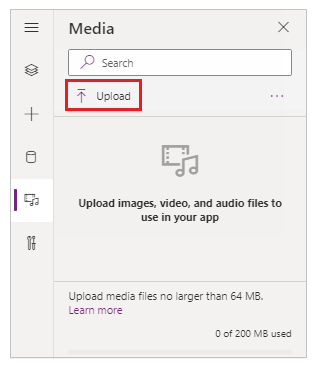 Media
Search
Upload
Upload images, video, and audio files to
use in your app
Upload media files no larger than 64 MB.
Learn more
0 of 200 MB used